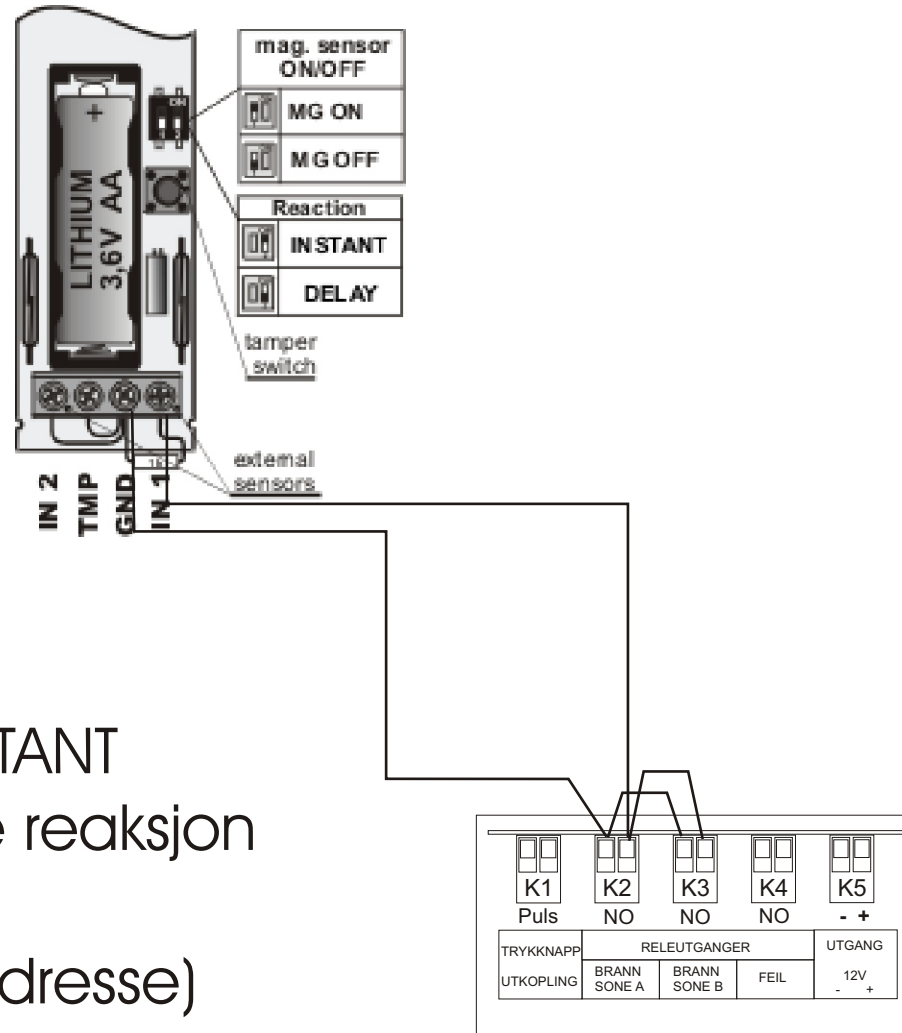 mag. sensor
ON/OFF
ON
MG ON
MG OFF
Reaction
INSTANT
DELAY
+
LITHIUM
3,6V AA
tamper
switch
external
sensors
IN 2
TMP
GND
IN 1
TANT
e reaksjon
dresse)
K1 K2 K3 K4 K5
Puls NO NO NO - +
TRYKKNAPP RELEUTGANGER UTGANG
UTKOPLING BRANN SONE A BRANN SONE B FEIL 12V
- +